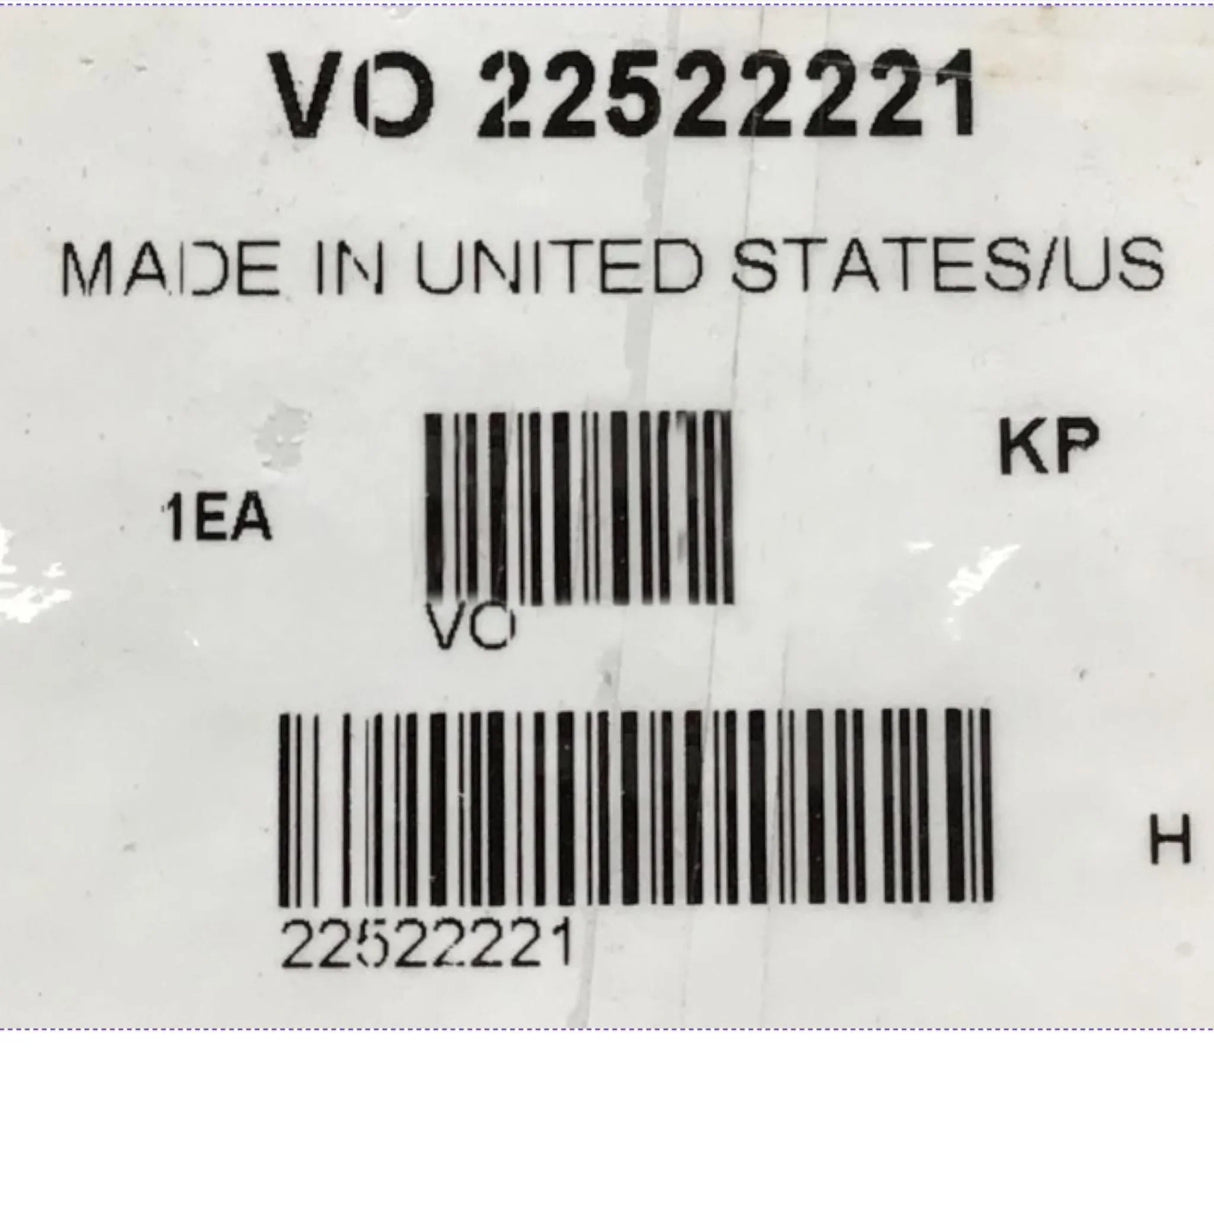 VO 22522221
MADE IN UNITED STATES/US
KP
1EA
VO
H
22522221